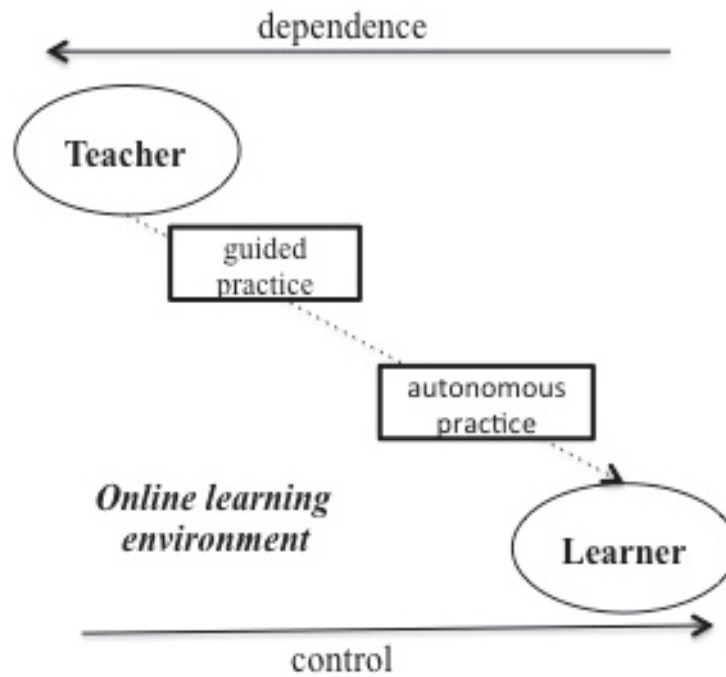 dependence
Teacher
guided
practice
autonomous
practice
Online learning
environment
Learner
control